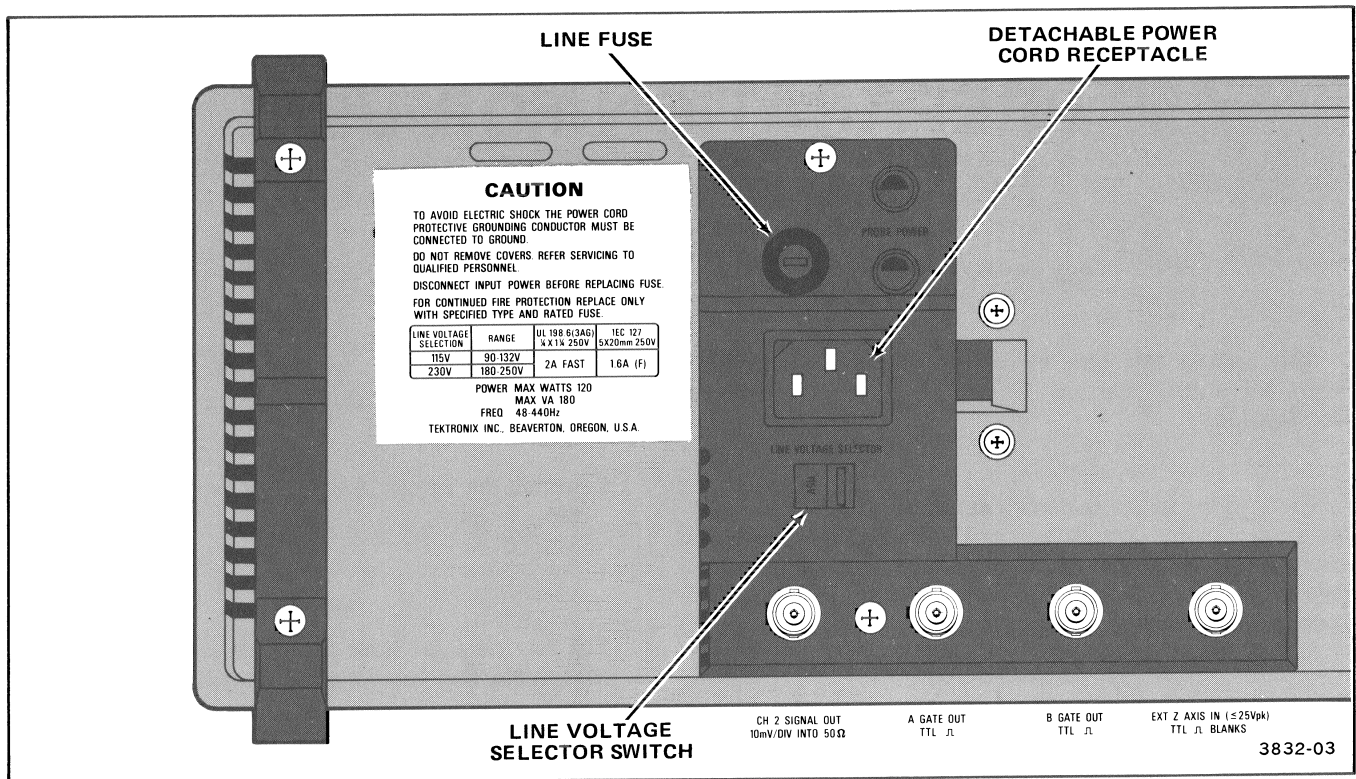 LINE FUSE
DETACHABLE POWER
CORD RECEPTACLE
CAUTION
TO AVOID ELECTRIC SHOCK THE POWER CORD
PROTECTIVE GROUNDING CONDUCTOR MUST BE
CONNECTED TO GROUND.
DO NOT REMOVE COVERS. REFER SERVICING TO
QUALIFIED PERSONNEL.
DISCONNECT INPUT POWER BEFORE REPLACING FUSE.
FOR CONTINUED FIRE PROTECTION REPLACE ONLY
WITH SPECIFIED TYPE AND RATED FUSE.
LINE VOLTAGE SELECTION RANGE UL 198 6(3AG) ¼ X 1¼ 250V IEC 127 5X20mm 250V
115V 90-132V 2A FAST 1.6A (F)
230V 180-250V
POWER MAX WATTS 120
MAX VA 180
FREQ 48-440Hz
TEKTRONIX INC., BEAVERTON, OREGON, U.S.A.
PROBE POWER
LINE VOLTAGE SELECTOR
LINE VOLTAGE
SELECTOR SWITCH
CH 2 SIGNAL OUT
10mV/DIV INTO 50Ω
A GATE OUT
TTL ⎍
B GATE OUT
TTL ⎍
EXT Z AXIS IN (≤25Vpk)
TTL ⎍ BLANKS
3832-03